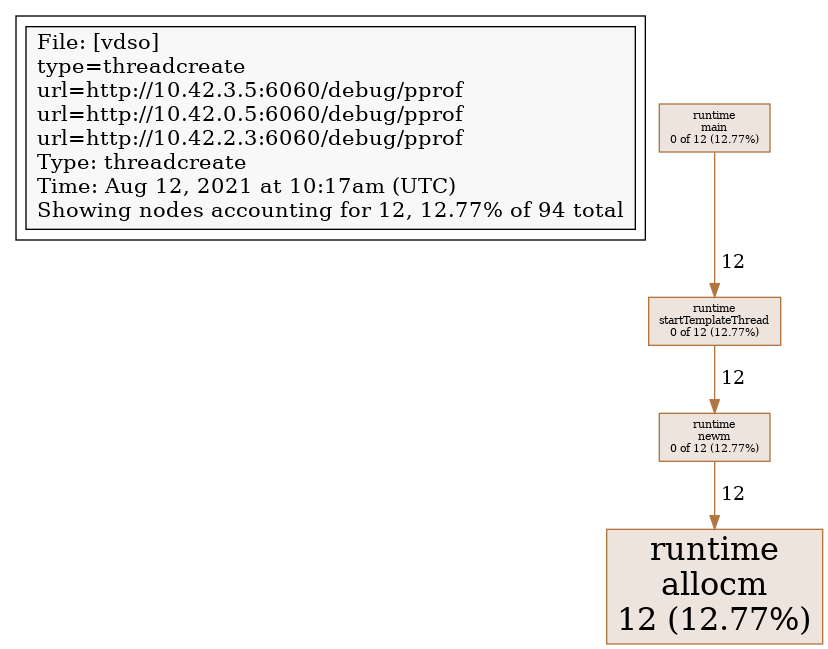 File: [vdso]
type=threadcreate
url=http://10.42.3.5:6060/debug/pprof
url=http://10.42.0.5:6060/debug/pprof
url=http://10.42.2.3:6060/debug/pprof
Type: threadcreate
Time: Aug 12, 2021 at 10:17am (UTC)
Showing nodes accounting for 12, 12.77% of 94 total
runtime
main
0 of 12 (12.77%)
12
runtime
startTemplateThread
0 of 12 (12.77%)
12
runtime
newm
0 of 12 (12.77%)
12
runtime
allocm
12 (12.77%)